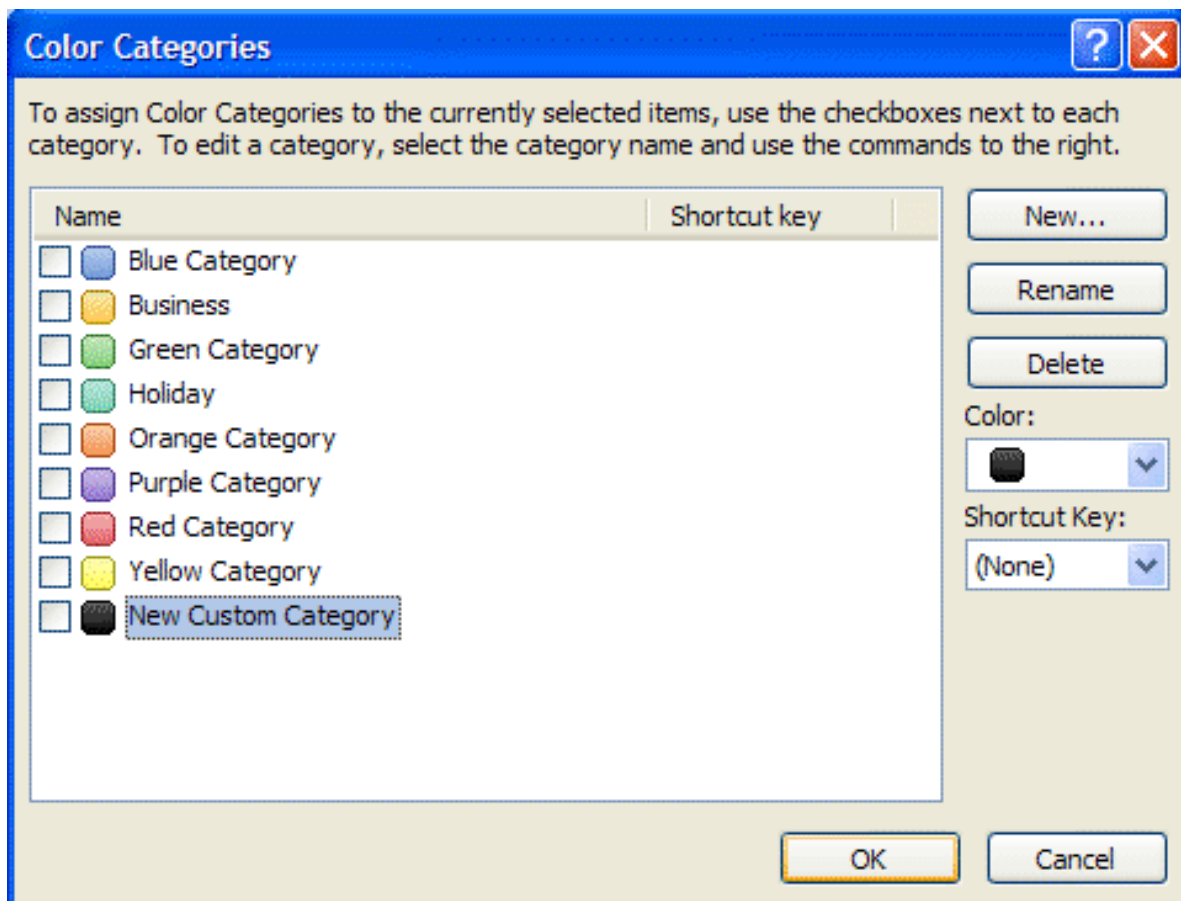 Color Categories
To assign Color Categories to the currently selected items, use the checkboxes next to each
category.  To edit a category, select the category name and use the commands to the right.
Name Shortcut key
Blue Category
Business
Green Category
Holiday
Orange Category
Purple Category
Red Category
Yellow Category
New Custom Category
New...
Rename
Delete
Color:
Shortcut Key:
(None)
OK Cancel